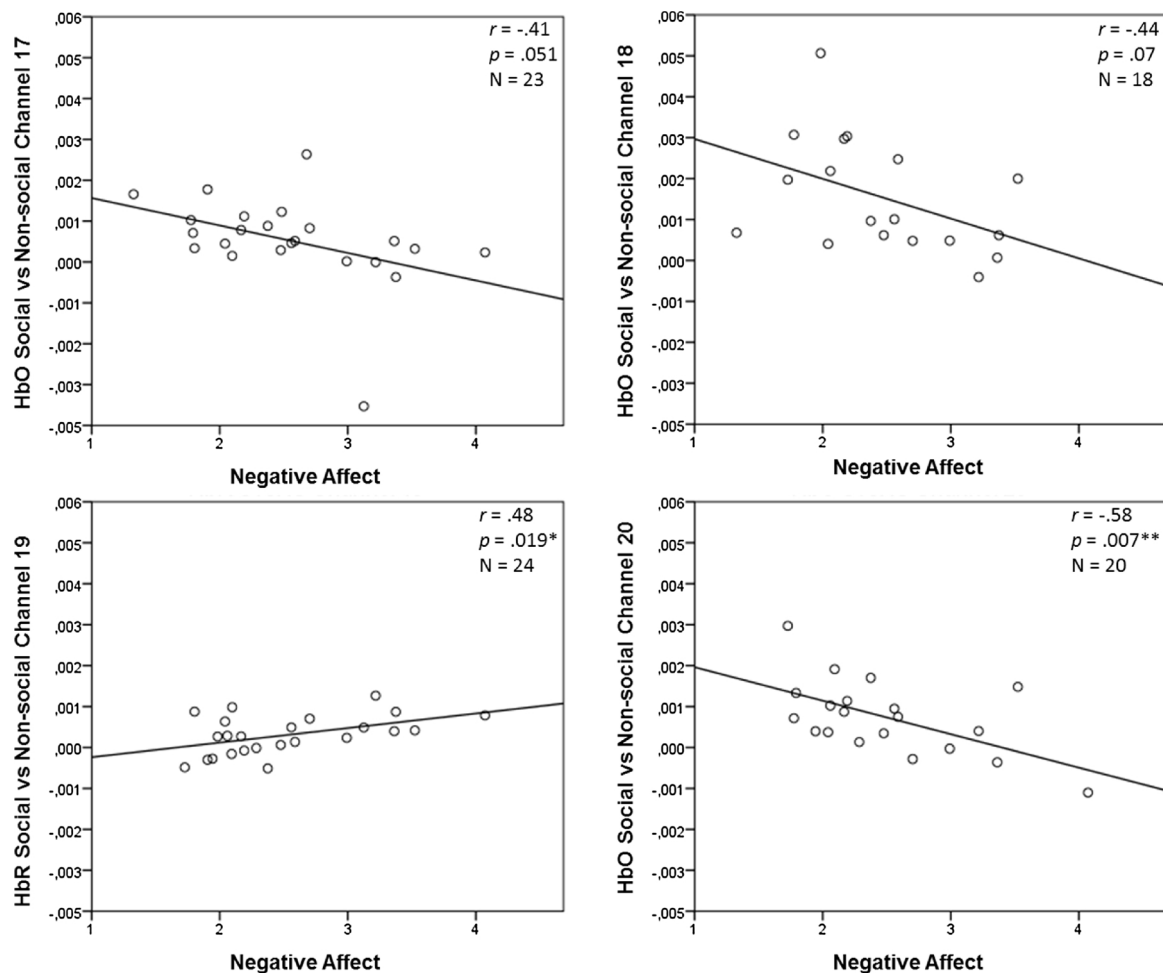 HbO Social vs Non-social Channel 17
,006
,005
,004
,003
,002
,001
,000
-,001
-,002
-,003
-,005
r = -.41
p = .051
N = 23
1 2 3 4
Negative Affect
HbO Social vs Non-social Channel 18
,006
,005
,004
,003
,002
,001
,000
-,001
-,002
-,003
-,005
r = -.44
p = .07
N = 18
1 2 3 4
Negative Affect
HbR Social vs Non-social Channel 19
,006
,005
,004
,003
,002
,001
,000
-,001
-,002
-,003
-,005
r = .48
p = .019*
N = 24
1 2 3 4
Negative Affect
HbO Social vs Non-social Channel 20
,006
,005
,004
,003
,002
,001
,000
-,001
-,002
-,003
-,005
r = -.58
p = .007**
N = 20
1 2 3 4
Negative Affect